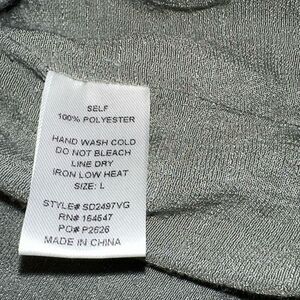 SELF
100% POLYESTER
HAND WASH COLD
DO NOT BLEACH
LINE DRY
IRON LOW HEAT
SIZE: L
STYLE# SD2497VG
RN# 164647
PO# P2626
MADE IN CHINA